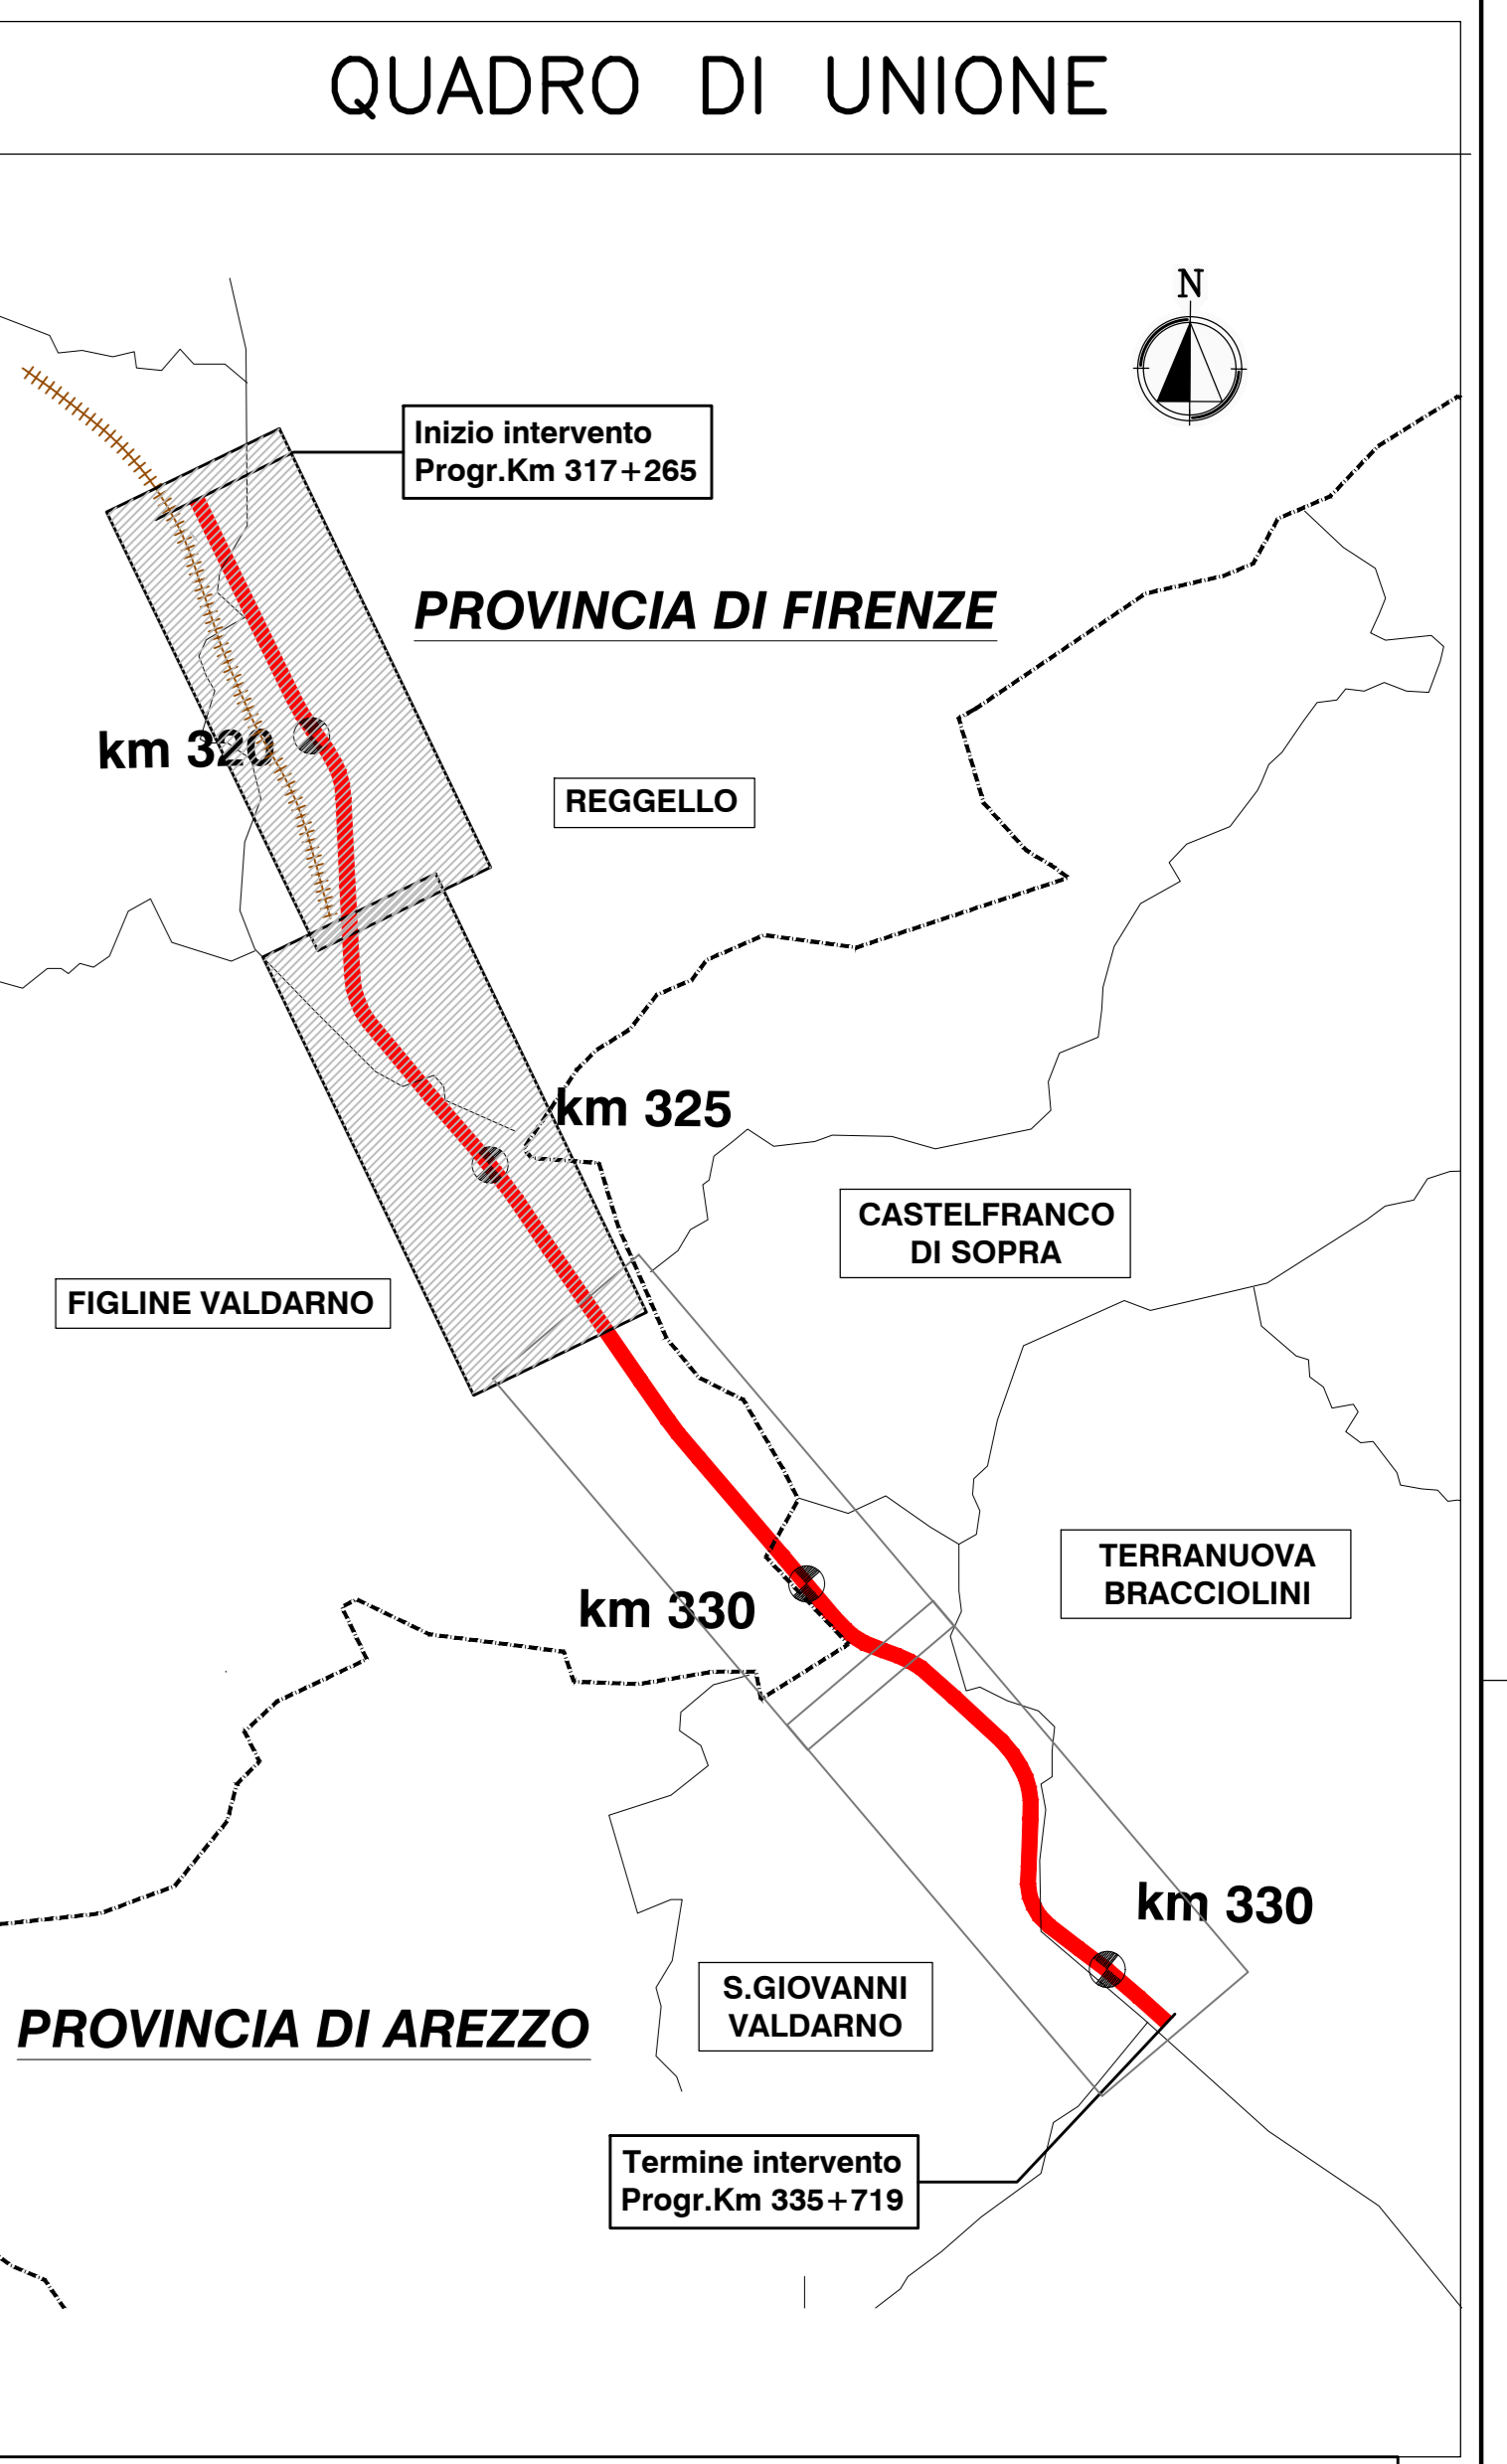 QUADRO DI UNIONE
N
Inizio intervento
Progr.Km 317+265
PROVINCIA DI FIRENZE
km 320
REGGELLO
km 325
CASTELFRANCO
DI SOPRA
FIGLINE VALDARNO
TERRANUOVA
BRACCIOLINI
km 330
km 330
S.GIOVANNI
VALDARNO
PROVINCIA DI AREZZO
Termine intervento
Progr.Km 335+719